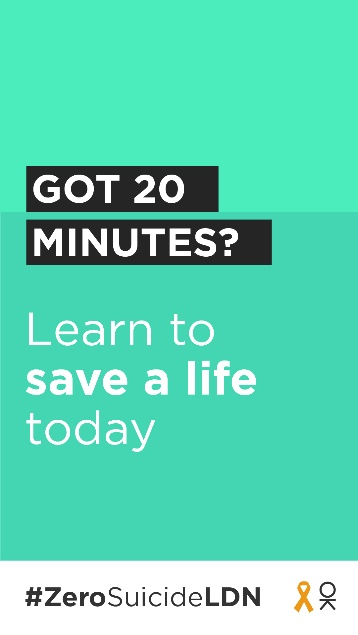 GOT 20
MINUTES?
Learn to
save a life
today
#ZeroSuicideLDN